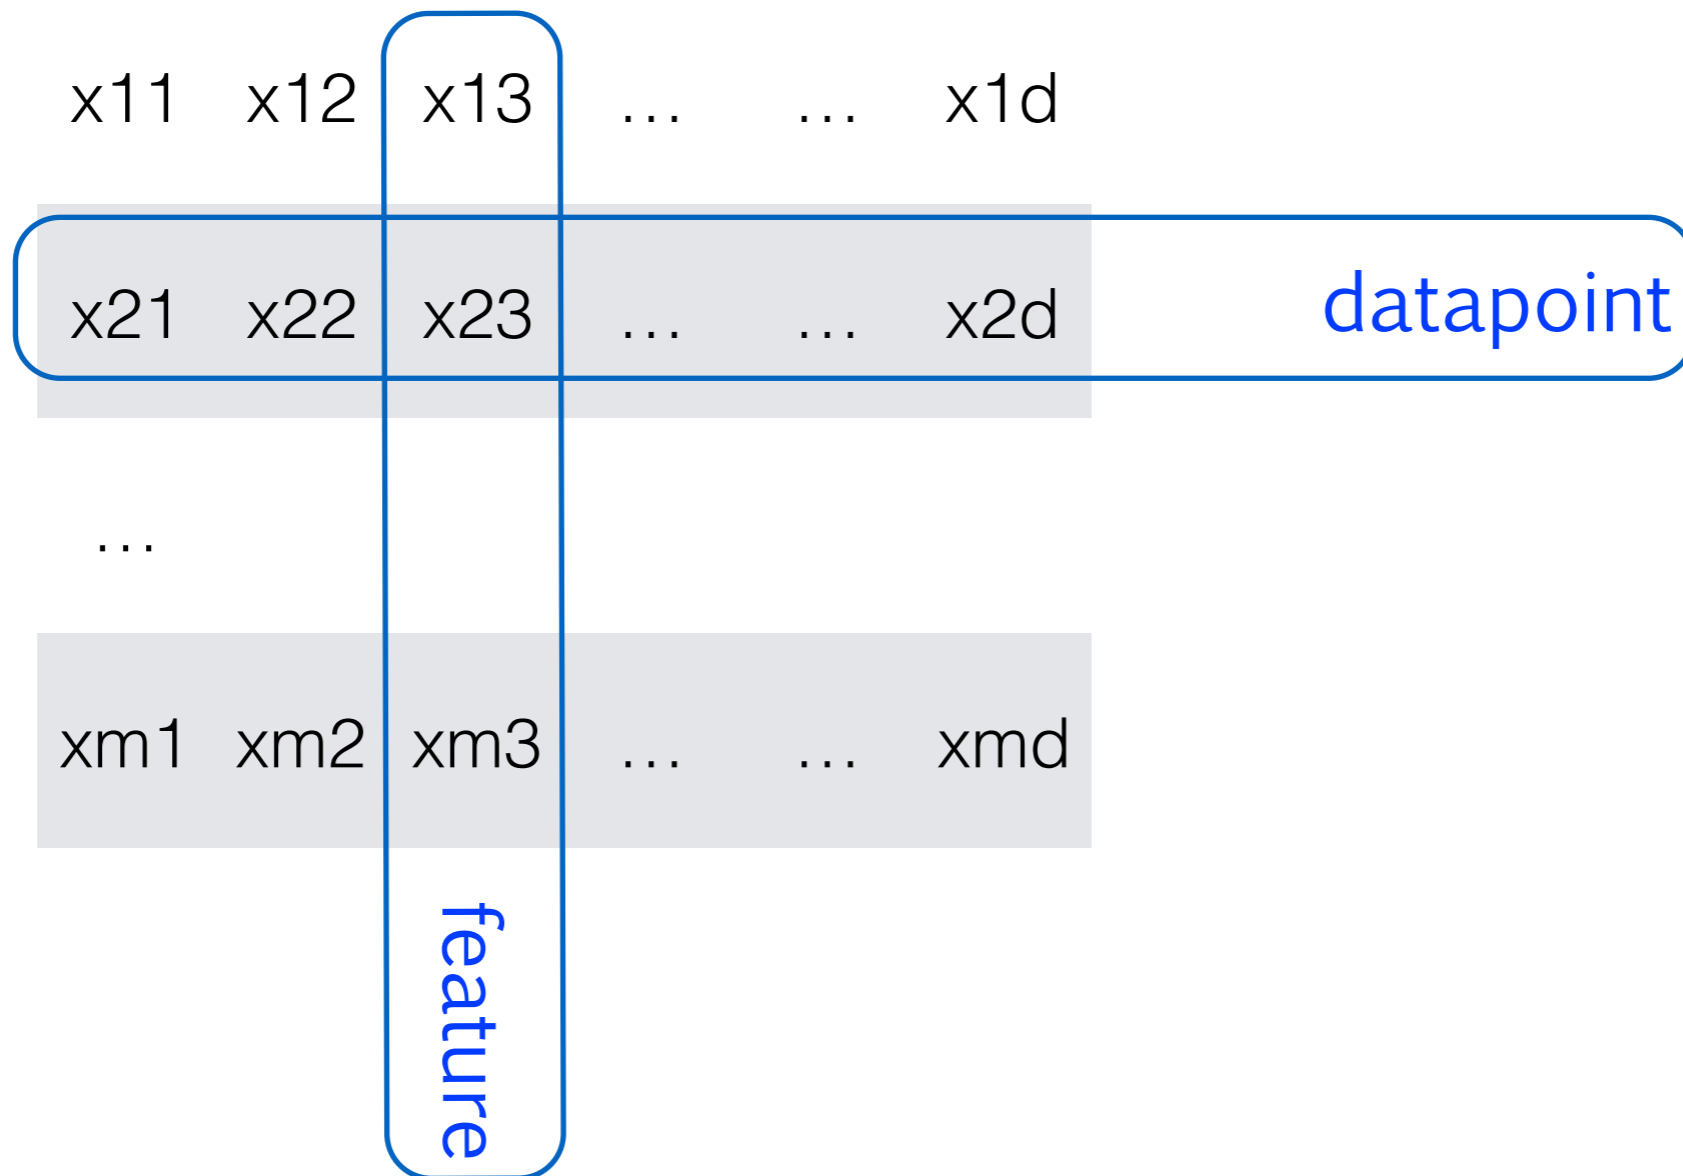 x11 x12 x13 ... ... x1d
x21 x22 x23 ... ... x2d datapoint
...
xm1 xm2 xm3 ... ... xmd
feature